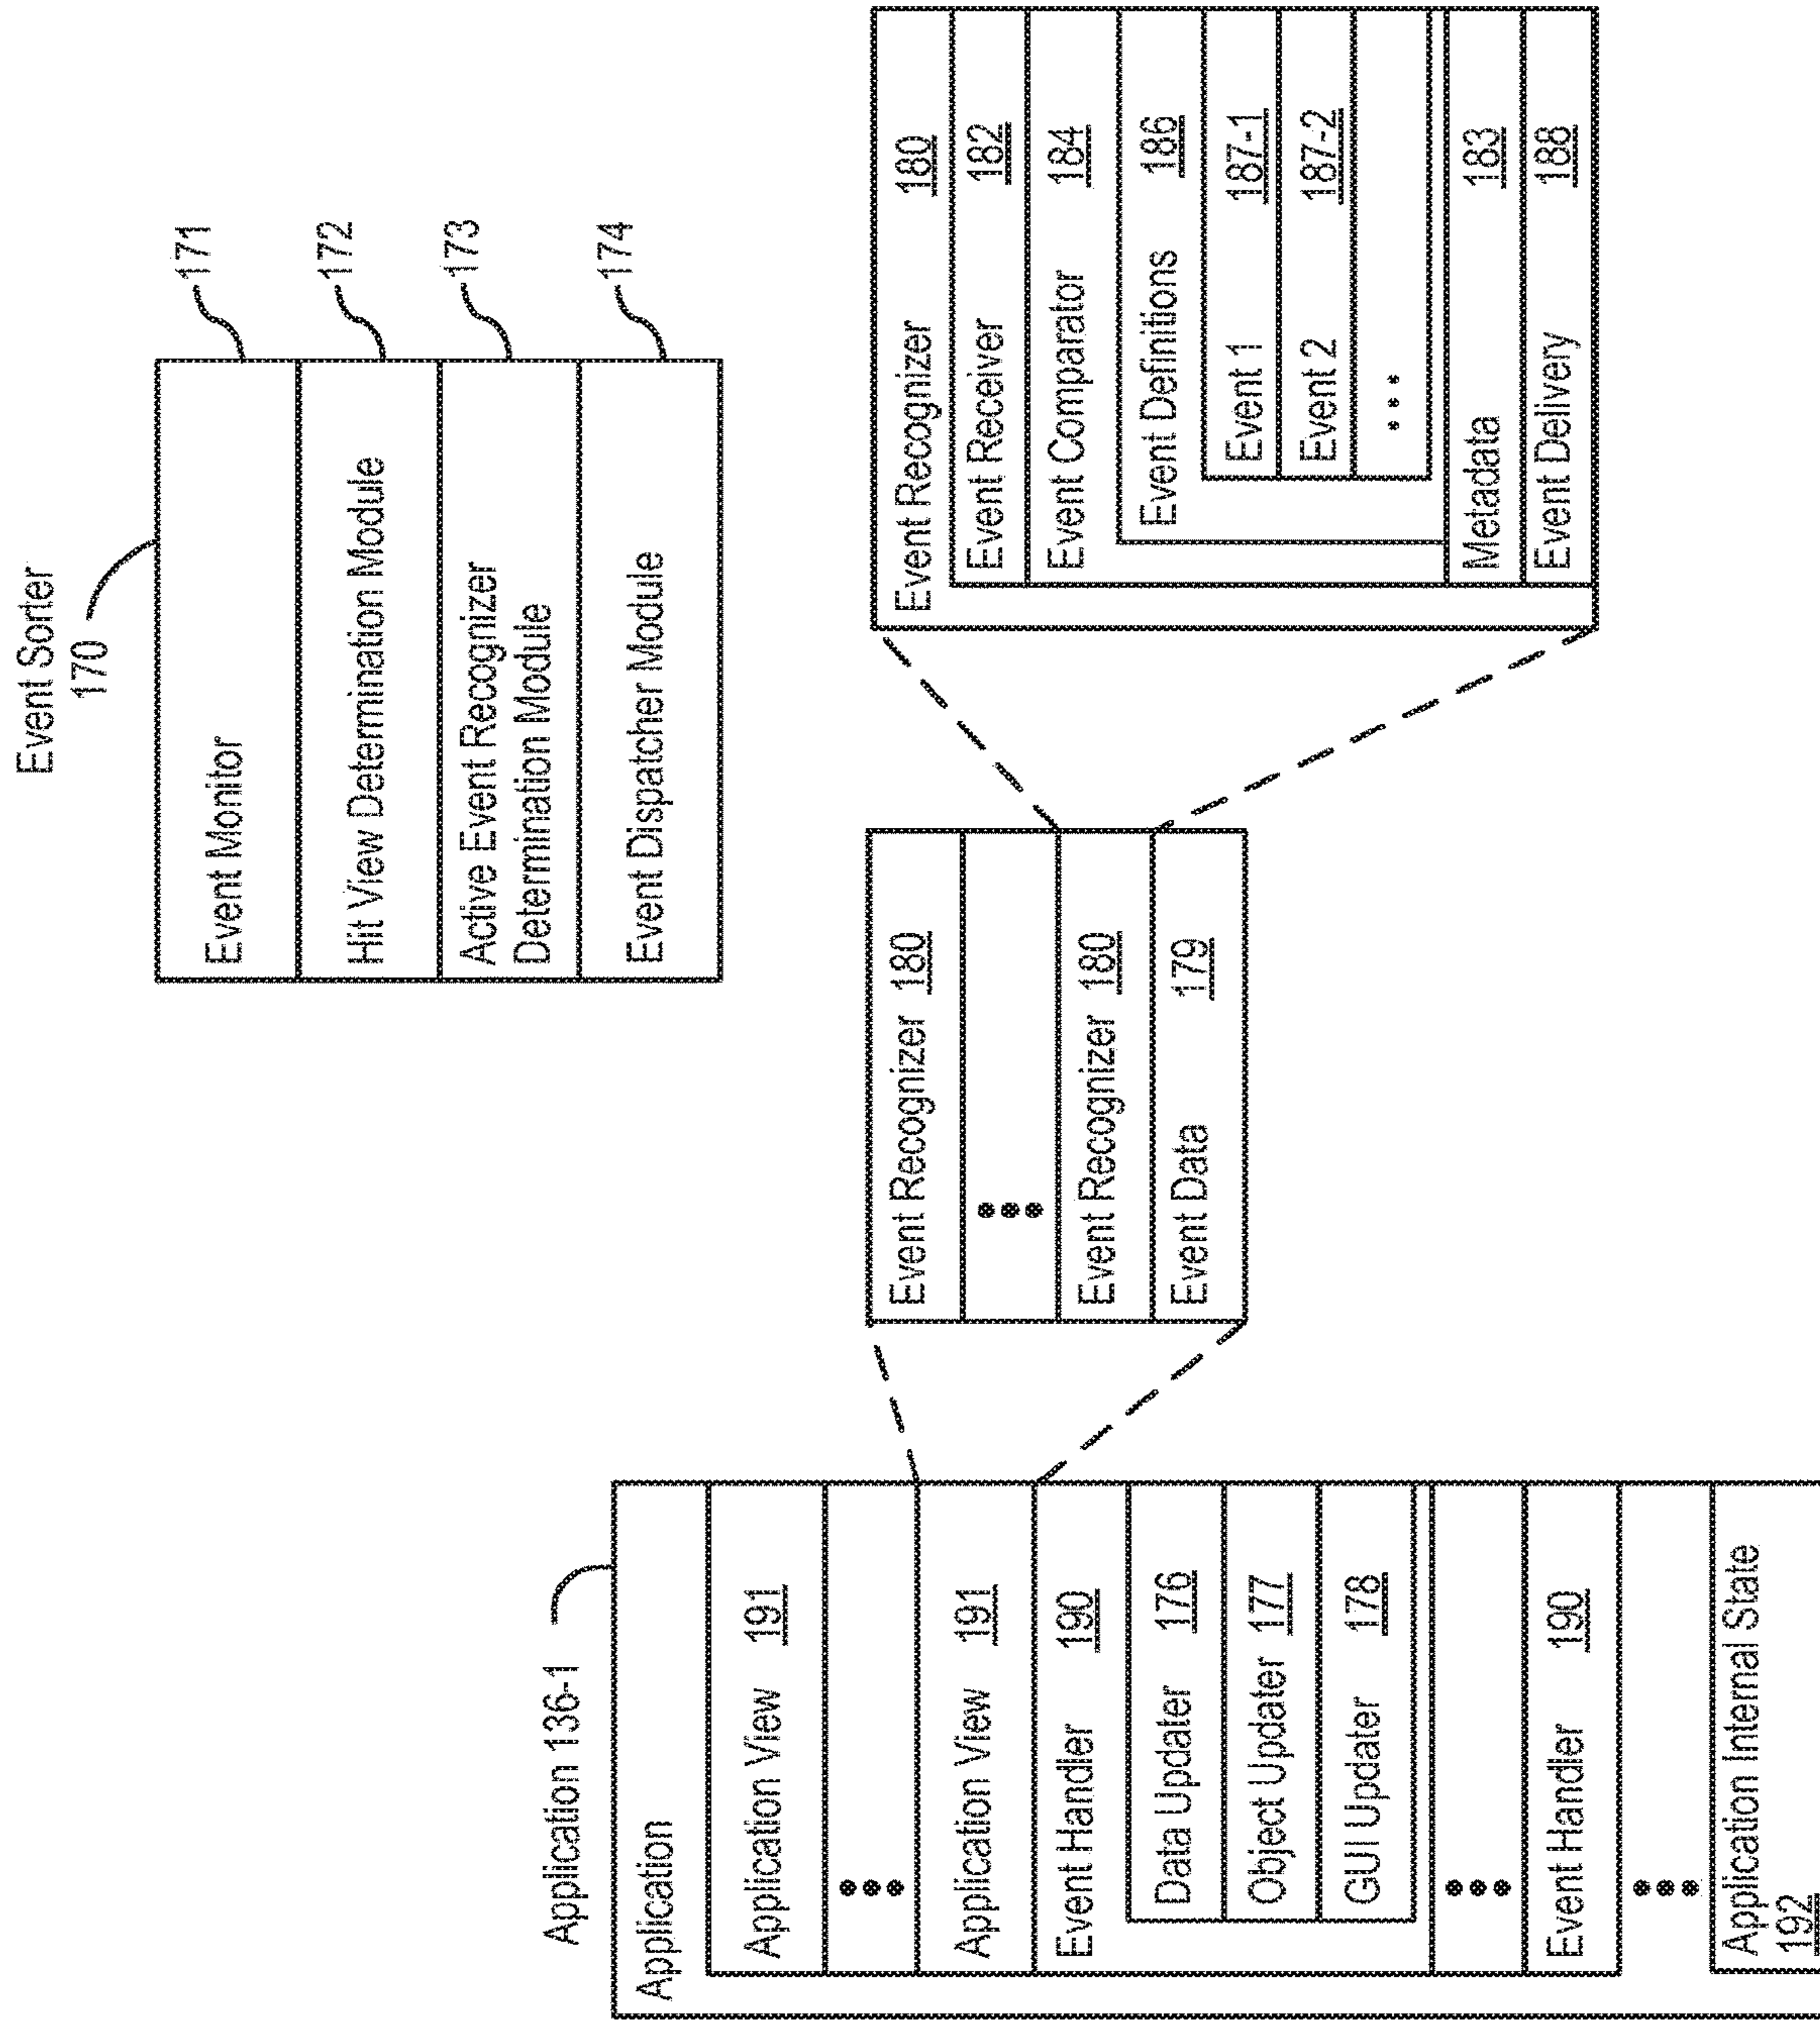 Event Sorter
170
Event Monitor
171
Hit View Determination Module
172
Active Event Recognizer
Determination Module
173
Event Dispatcher Module
174
Application 136-1
Application
Application View 191
•••
Application View 191
Event Handler 190
Data Updater 176
Object Updater 177
GUI Updater 178
•••
Event Handler 190
•••
Application Internal State
192
Event Recognizer 180
•••
Event Recognizer 180
Event Data 179
Event Recognizer 180
Event Receiver 182
Event Comparator 184
Event Definitions 186
Event 1 187-1
Event 2 187-2
•••
Metadata 183
Event Delivery 188